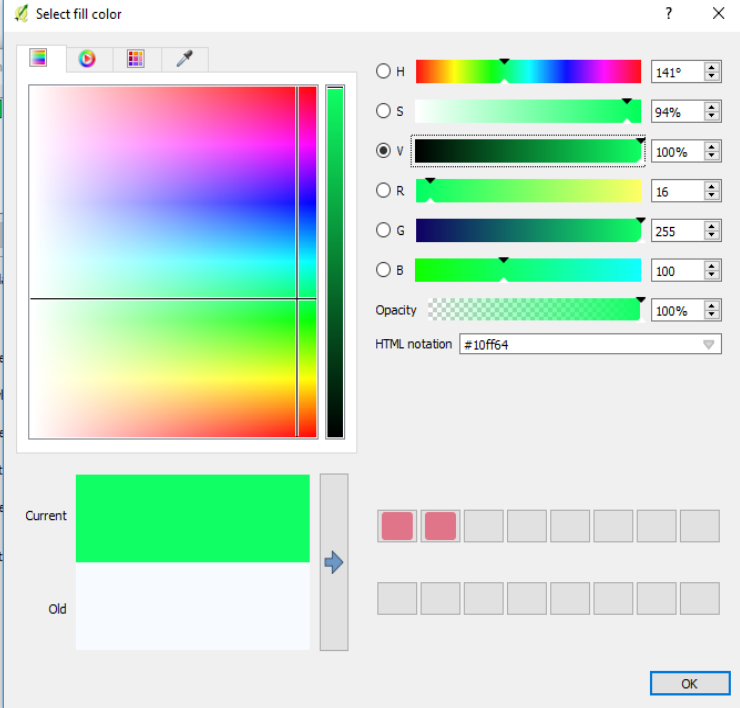 Select fill color
H 141°
S 94%
V 100%
R 16
G 255
B 100
Opacity 100%
HTML notation #10ff64
Current
Old
OK